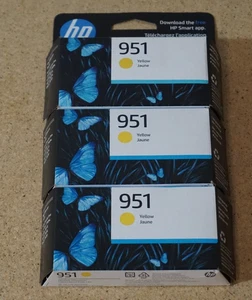 Download the free
HP Smart app.
Téléchargez l'application
hp
951
Yellow
Jaune
951
Yellow
Jaune
951
Yellow
Jaune
951